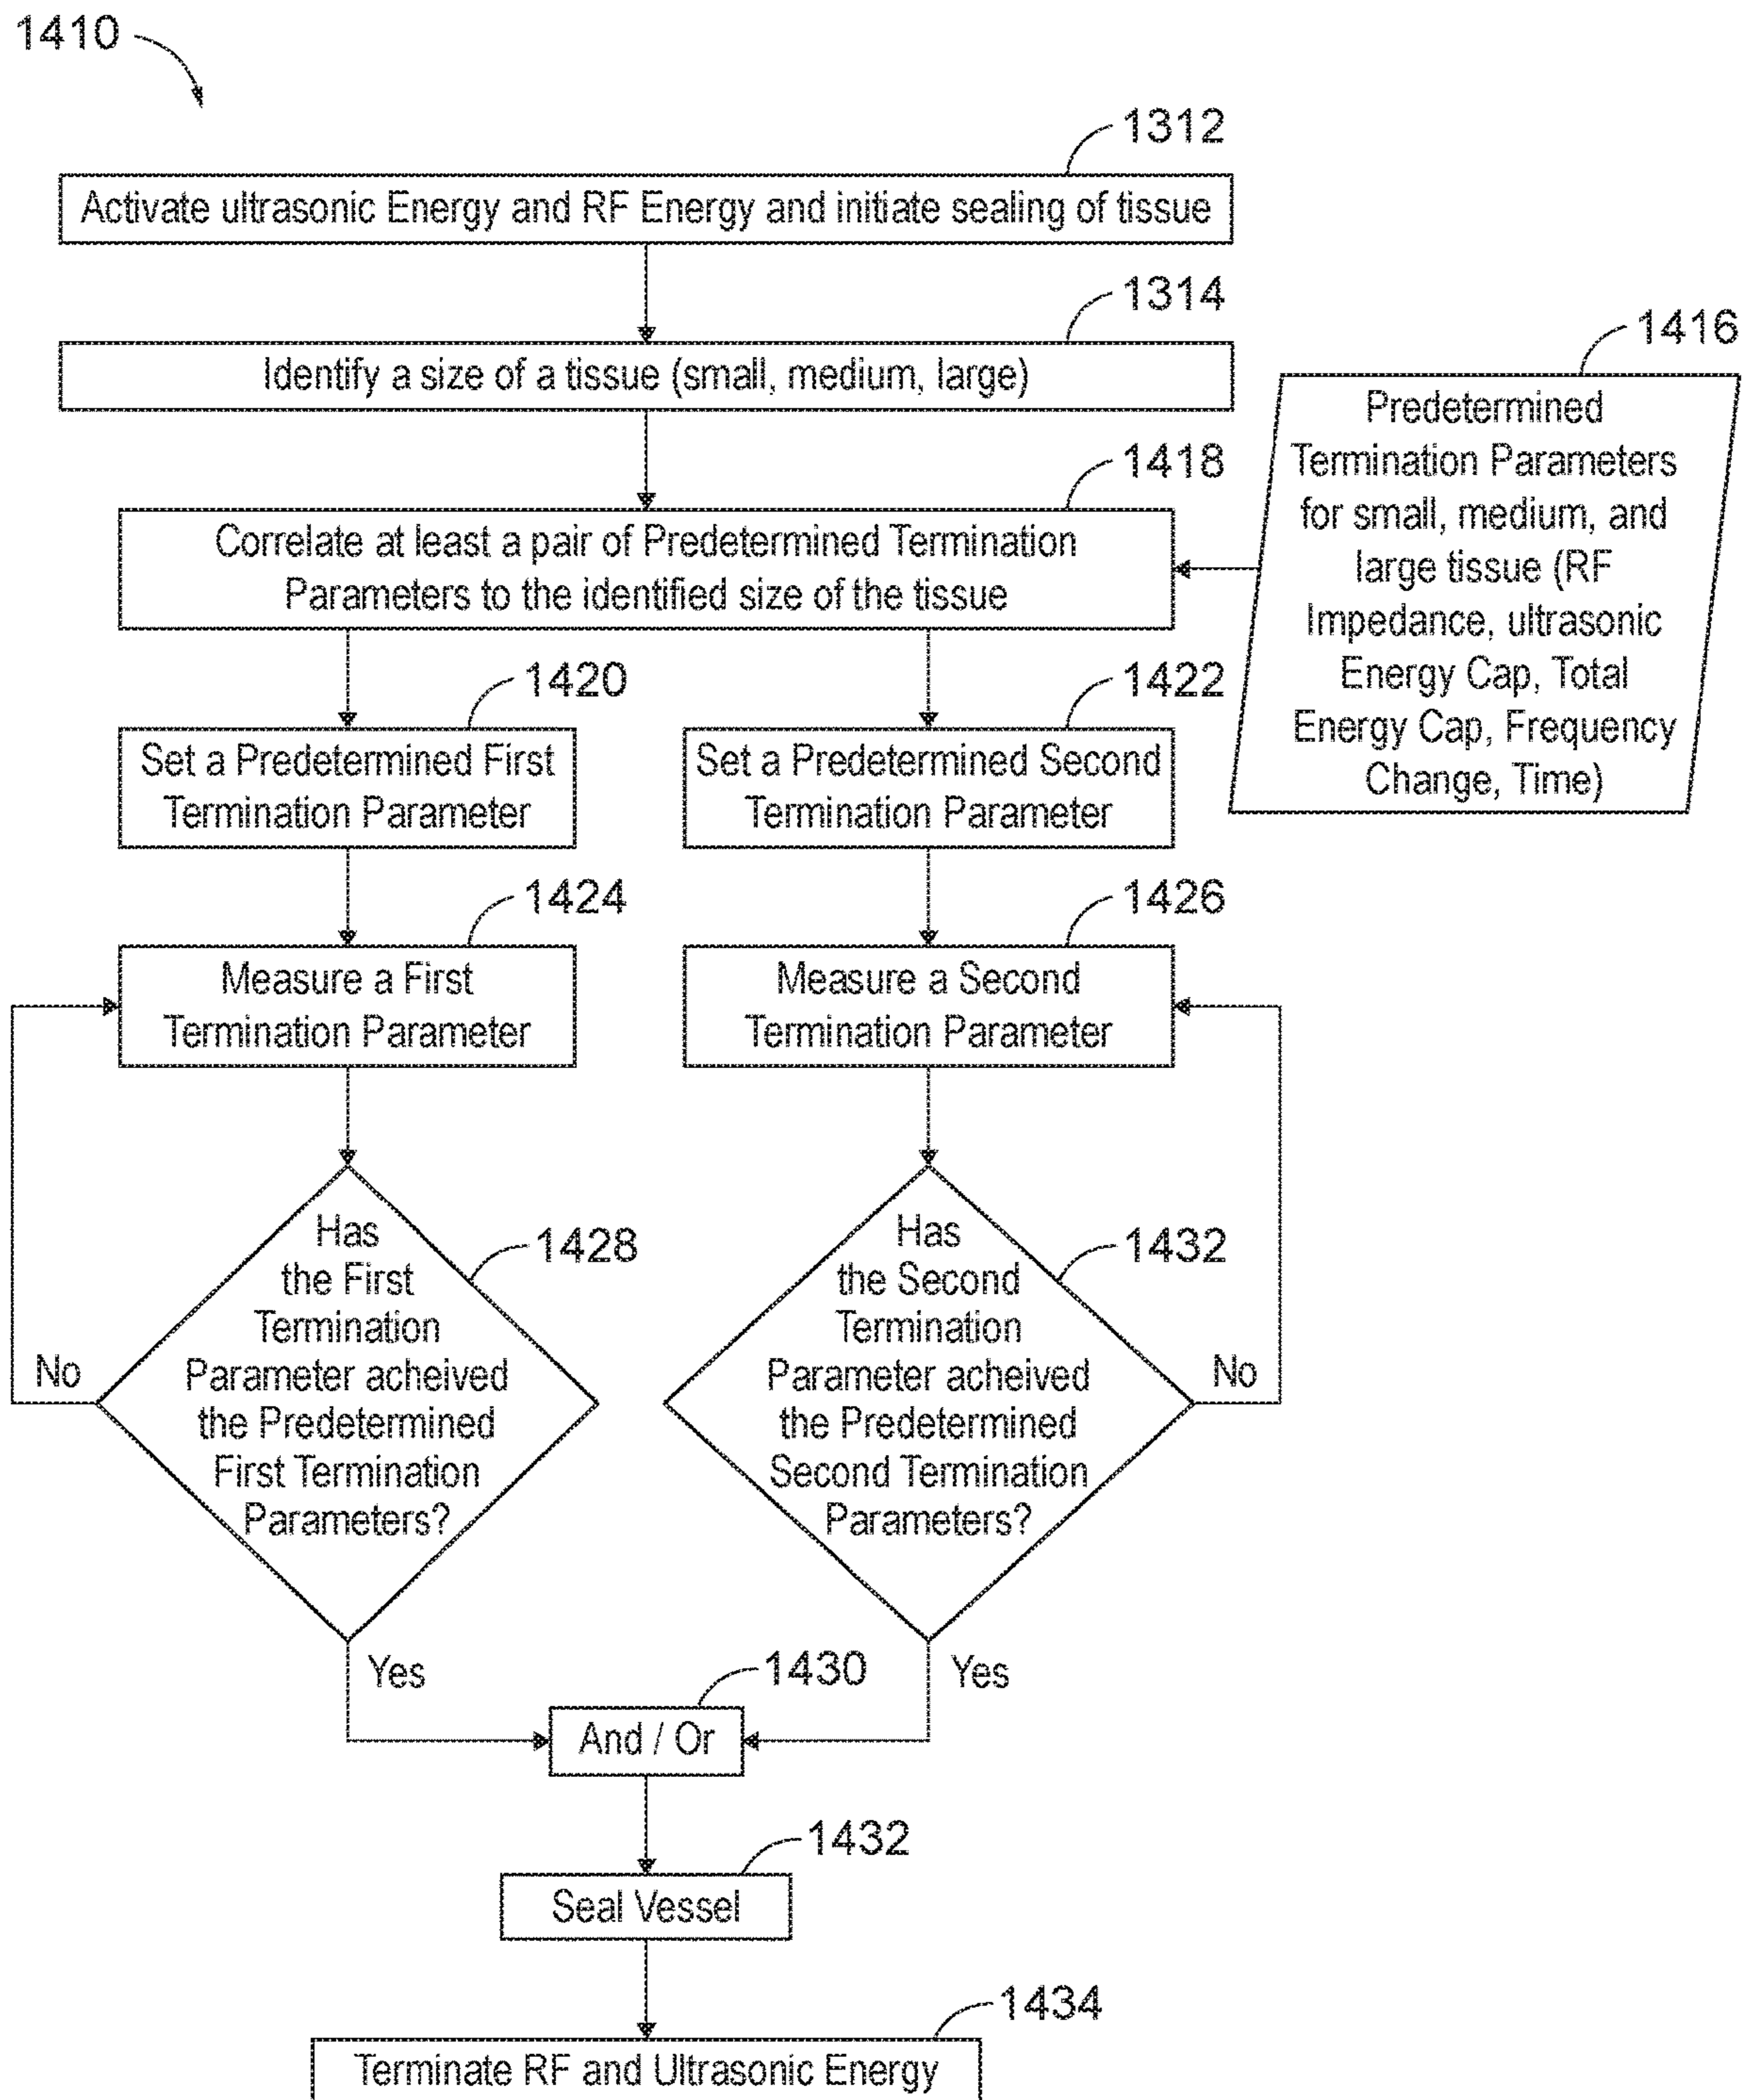 1410
1312
Activate ultrasonic Energy and RF Energy and initiate sealing of tissue
1314
Identify a size of a tissue (small, medium, large)
1416
Predetermined
Termination Parameters
for small, medium, and
large tissue (RF
Impedance, ultrasonic
Energy Cap, Total
Energy Cap, Frequency
Change, Time)
1418
Correlate at least a pair of Predetermined Termination
Parameters to the identified size of the tissue
1420
Set a Predetermined First
Termination Parameter
1422
Set a Predetermined Second
Termination Parameter
1424
Measure a First
Termination Parameter
1426
Measure a Second
Termination Parameter
1428
Has
the First
Termination
Parameter acheived
the Predetermined
First Termination
Parameters?
No
Yes
1432
Has
the Second
Termination
Parameter acheived
the Predetermined
Second Termination
Parameters?
No
Yes
1430
And / Or
1432
Seal Vessel
1434
Terminate RF and Ultrasonic Energy